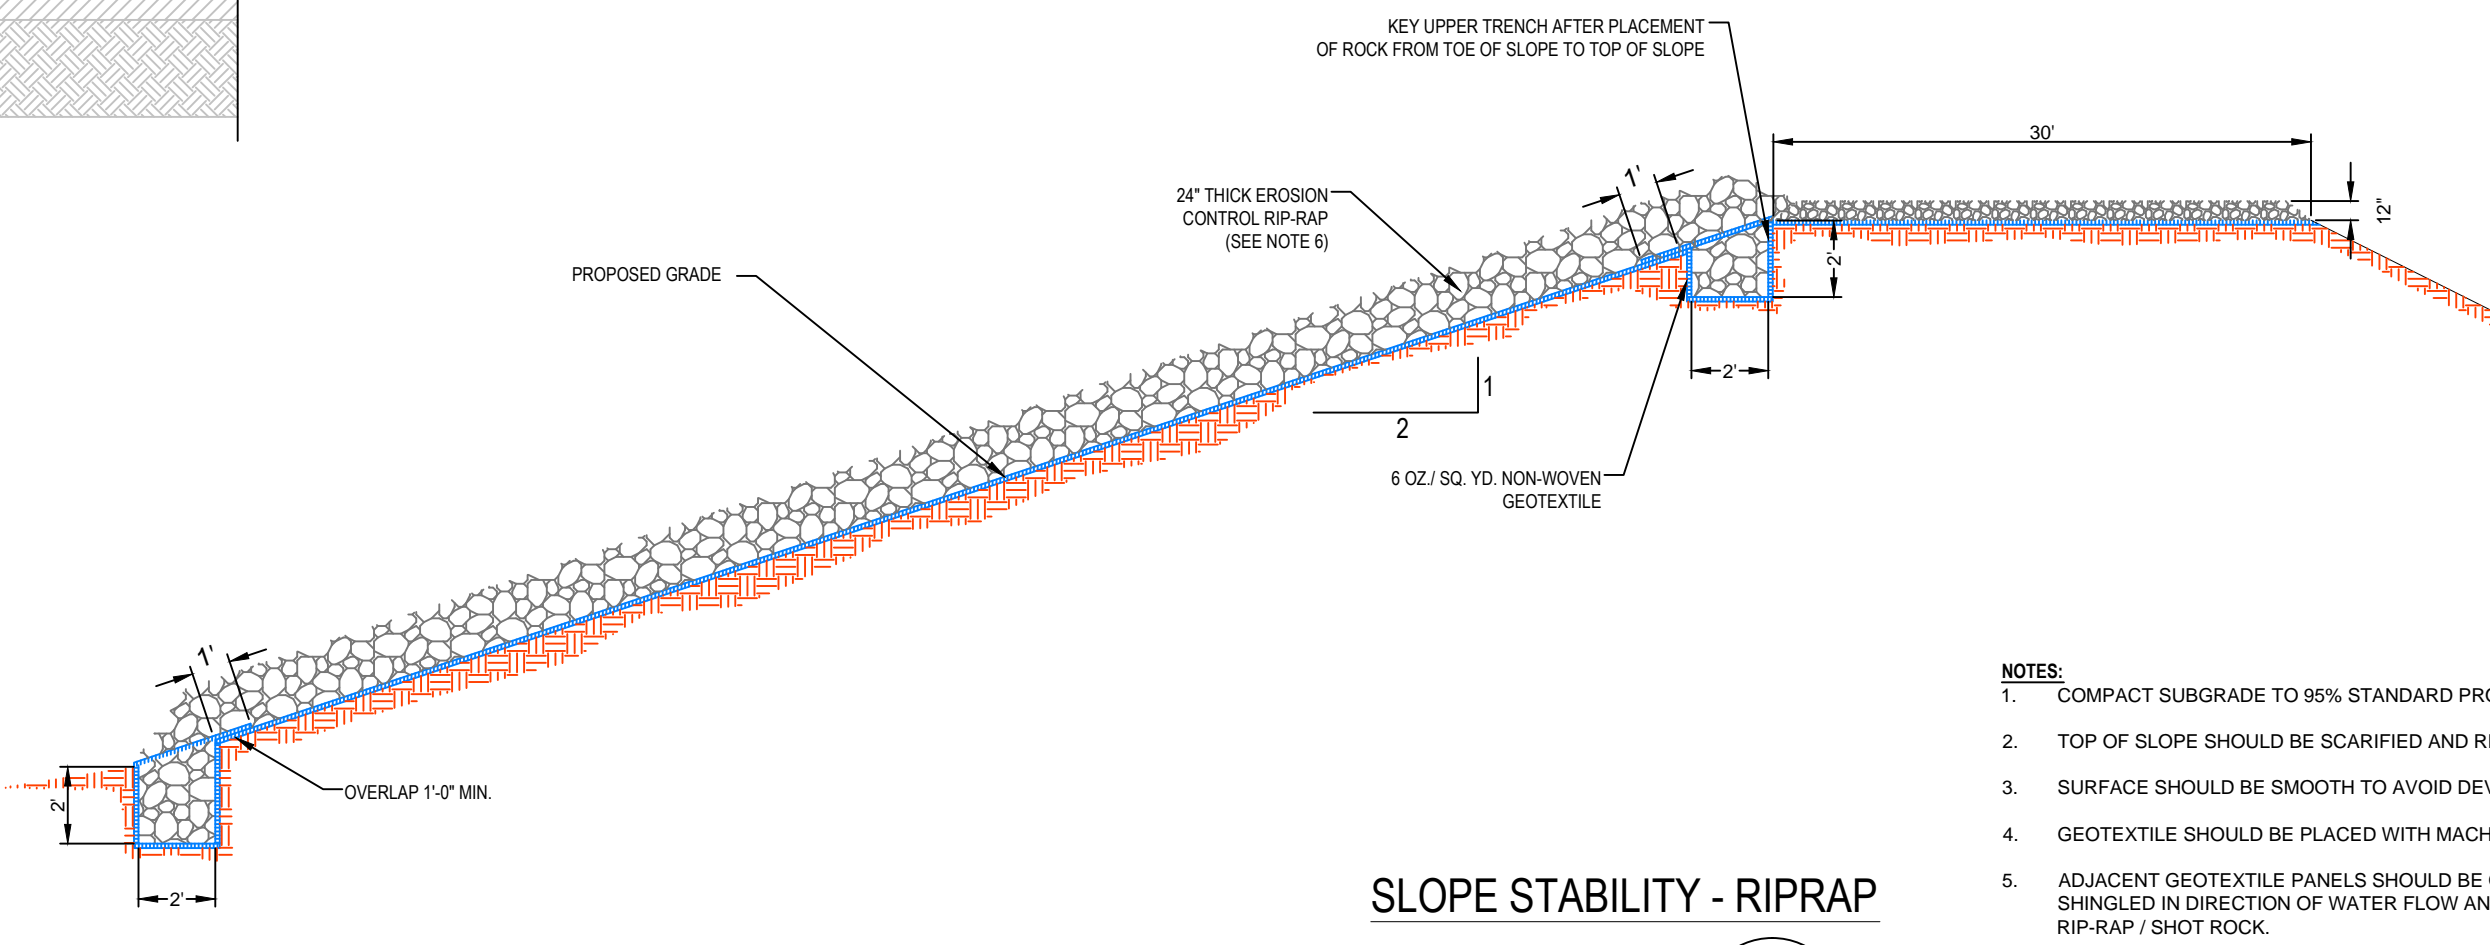 KEY UPPER TRENCH AFTER PLACEMENT
OF ROCK FROM TOE OF SLOPE TO TOP OF SLOPE
30'
1'
24" THICK EROSION
CONTROL RIP-RAP
(SEE NOTE 6)
12"
2'
PROPOSED GRADE
2'
1
2
6 OZ./ SQ. YD. NON-WOVEN
GEOTEXTILE
1'
OVERLAP 1'-0" MIN.
2'
2'
SLOPE STABILITY - RIPRAP
NOTES:
1. COMPACT SUBGRADE TO 95% STANDARD
2. TOP OF SLOPE SHOULD BE SCARIFIED AND
3. SURFACE SHOULD BE SMOOTH TO AVOID
4. GEOTEXTILE SHOULD BE PLACED WITH
5. ADJACENT GEOTEXTILE PANELS SHOULD BE
SHINGLED IN DIRECTION OF WATER FLOW
RIP-RAP / SHOT ROCK.